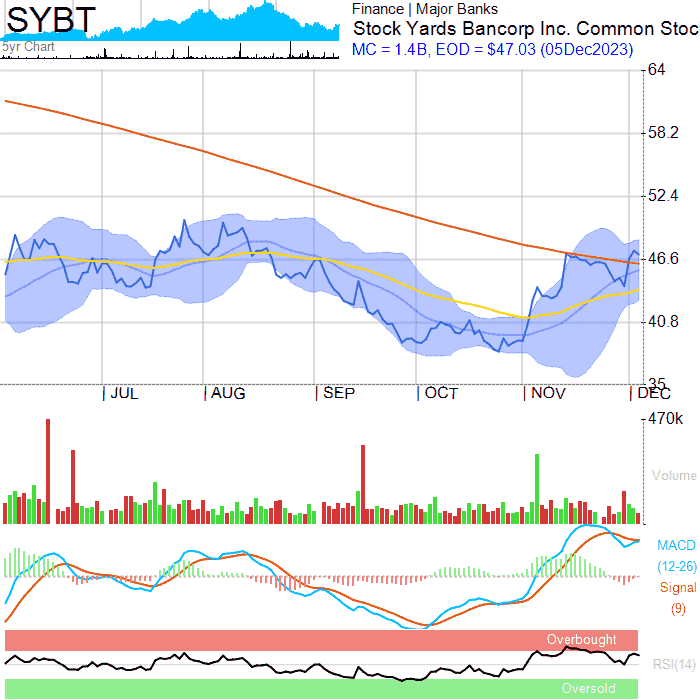 SYBT
5yr Chart
Finance | Major Banks
Stock Yards Bancorp Inc. Common Stoc
MC = 1.4B, EOD = $47.03 (05Dec2023)
64
58.2
52.4
46.6
40.8
35
JUL
AUG
SEP
OCT
NOV
DEC
470k
Volume
MACD
(12-26)
Signal
(9)
Overbought
RSI(14)
Oversold